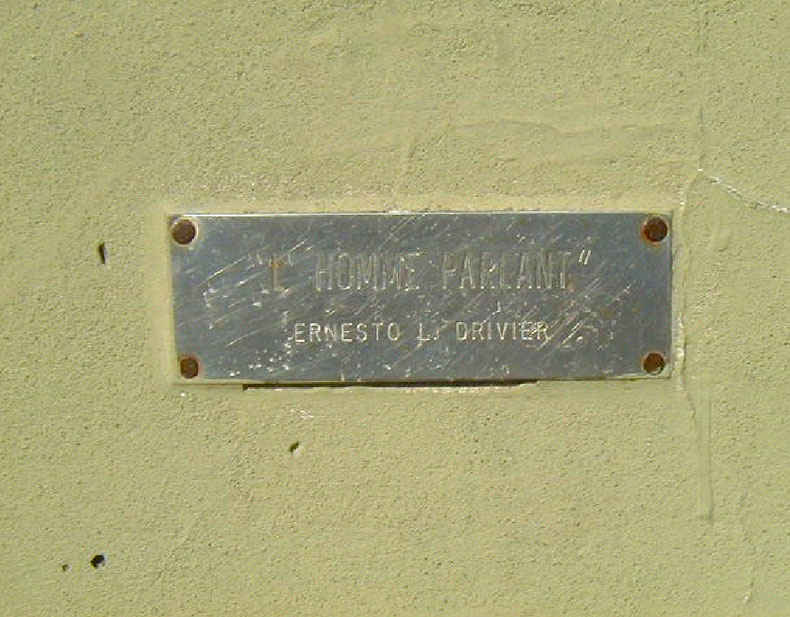 "L' HOMME PARLANT"
ERNESTO L. DRIVIER